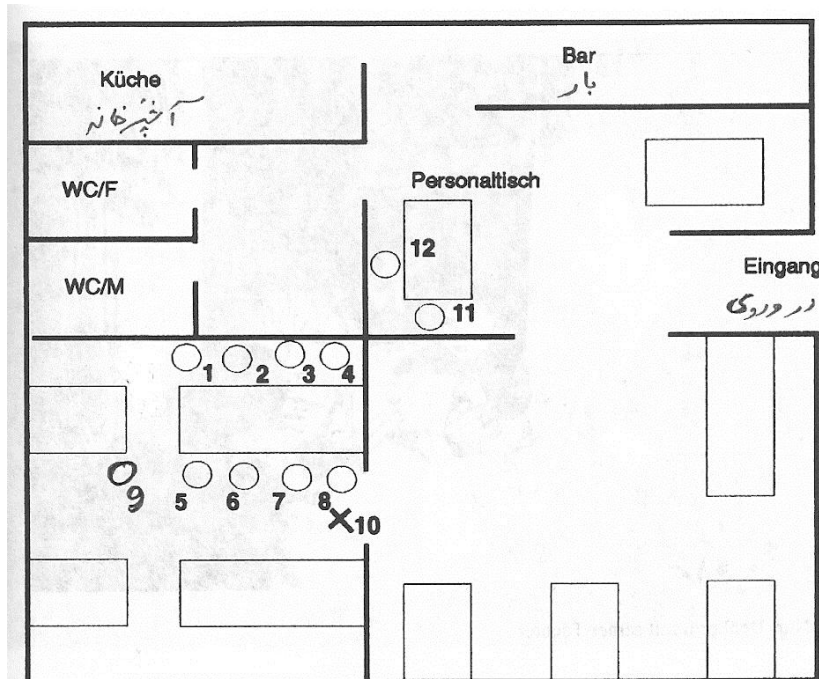 Küche
آشپزخانه
Bar
بار
WC/F
Personaltisch
12
WC/M
Eingang
در ورودی
11
1 2 3 4
9 5 6 7 8
10